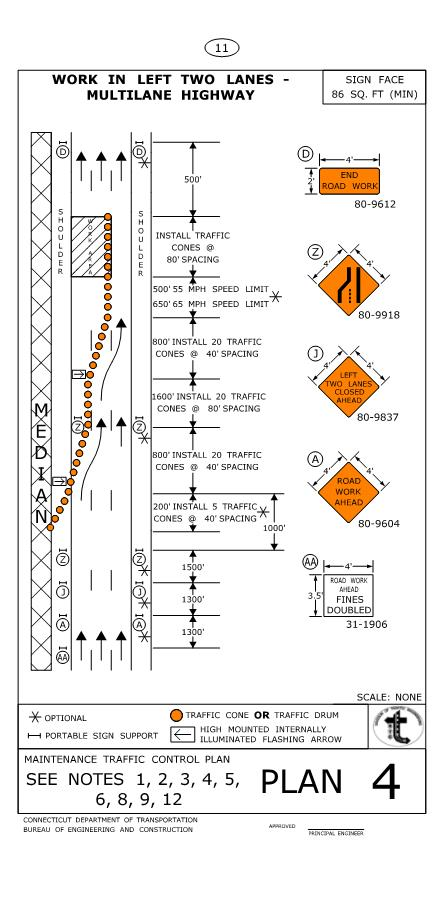 11
WORK IN LEFT TWO LANES -
MULTILANE HIGHWAY
SIGN FACE
86 SQ. FT (MIN)
D
D
500'
SHOULDER
WORK AREA
SHOULDER
INSTALL TRAFFIC
CONES @
80' SPACING
500' 55 MPH SPEED LIMIT
650' 65 MPH SPEED LIMIT
800' INSTALL 20 TRAFFIC
CONES @ 40' SPACING
1600' INSTALL 20 TRAFFIC
CONES @ 80' SPACING
MEDIAN
Z
Z
800' INSTALL 20 TRAFFIC
CONES @ 40' SPACING
200' INSTALL 5 TRAFFIC
CONES @ 40' SPACING
1000'
Z
Z
1500'
J
J
1300'
A
A
1300'
AA
D
4'
2'
END
ROAD WORK
80-9612
Z
4'
4'
80-9918
J
4'
4'
LEFT
TWO LANES
CLOSED
AHEAD
80-9837
A
4'
4'
ROAD
WORK
AHEAD
80-9604
AA
4'
3.5'
ROAD WORK
AHEAD
FINES
DOUBLED
31-1906
SCALE: NONE
OPTIONAL
TRAFFIC CONE OR TRAFFIC DRUM
PORTABLE SIGN SUPPORT
HIGH MOUNTED INTERNALLY
ILLUMINATED FLASHING ARROW
t
MAINTENANCE TRAFFIC CONTROL PLAN
SEE NOTES 1, 2, 3, 4, 5,
6, 8, 9, 12
PLAN 4
CONNECTICUT DEPARTMENT OF TRANSPORTATION
BUREAU OF ENGINEERING AND CONSTRUCTION
APPROVED
PRINCIPAL ENGINEER